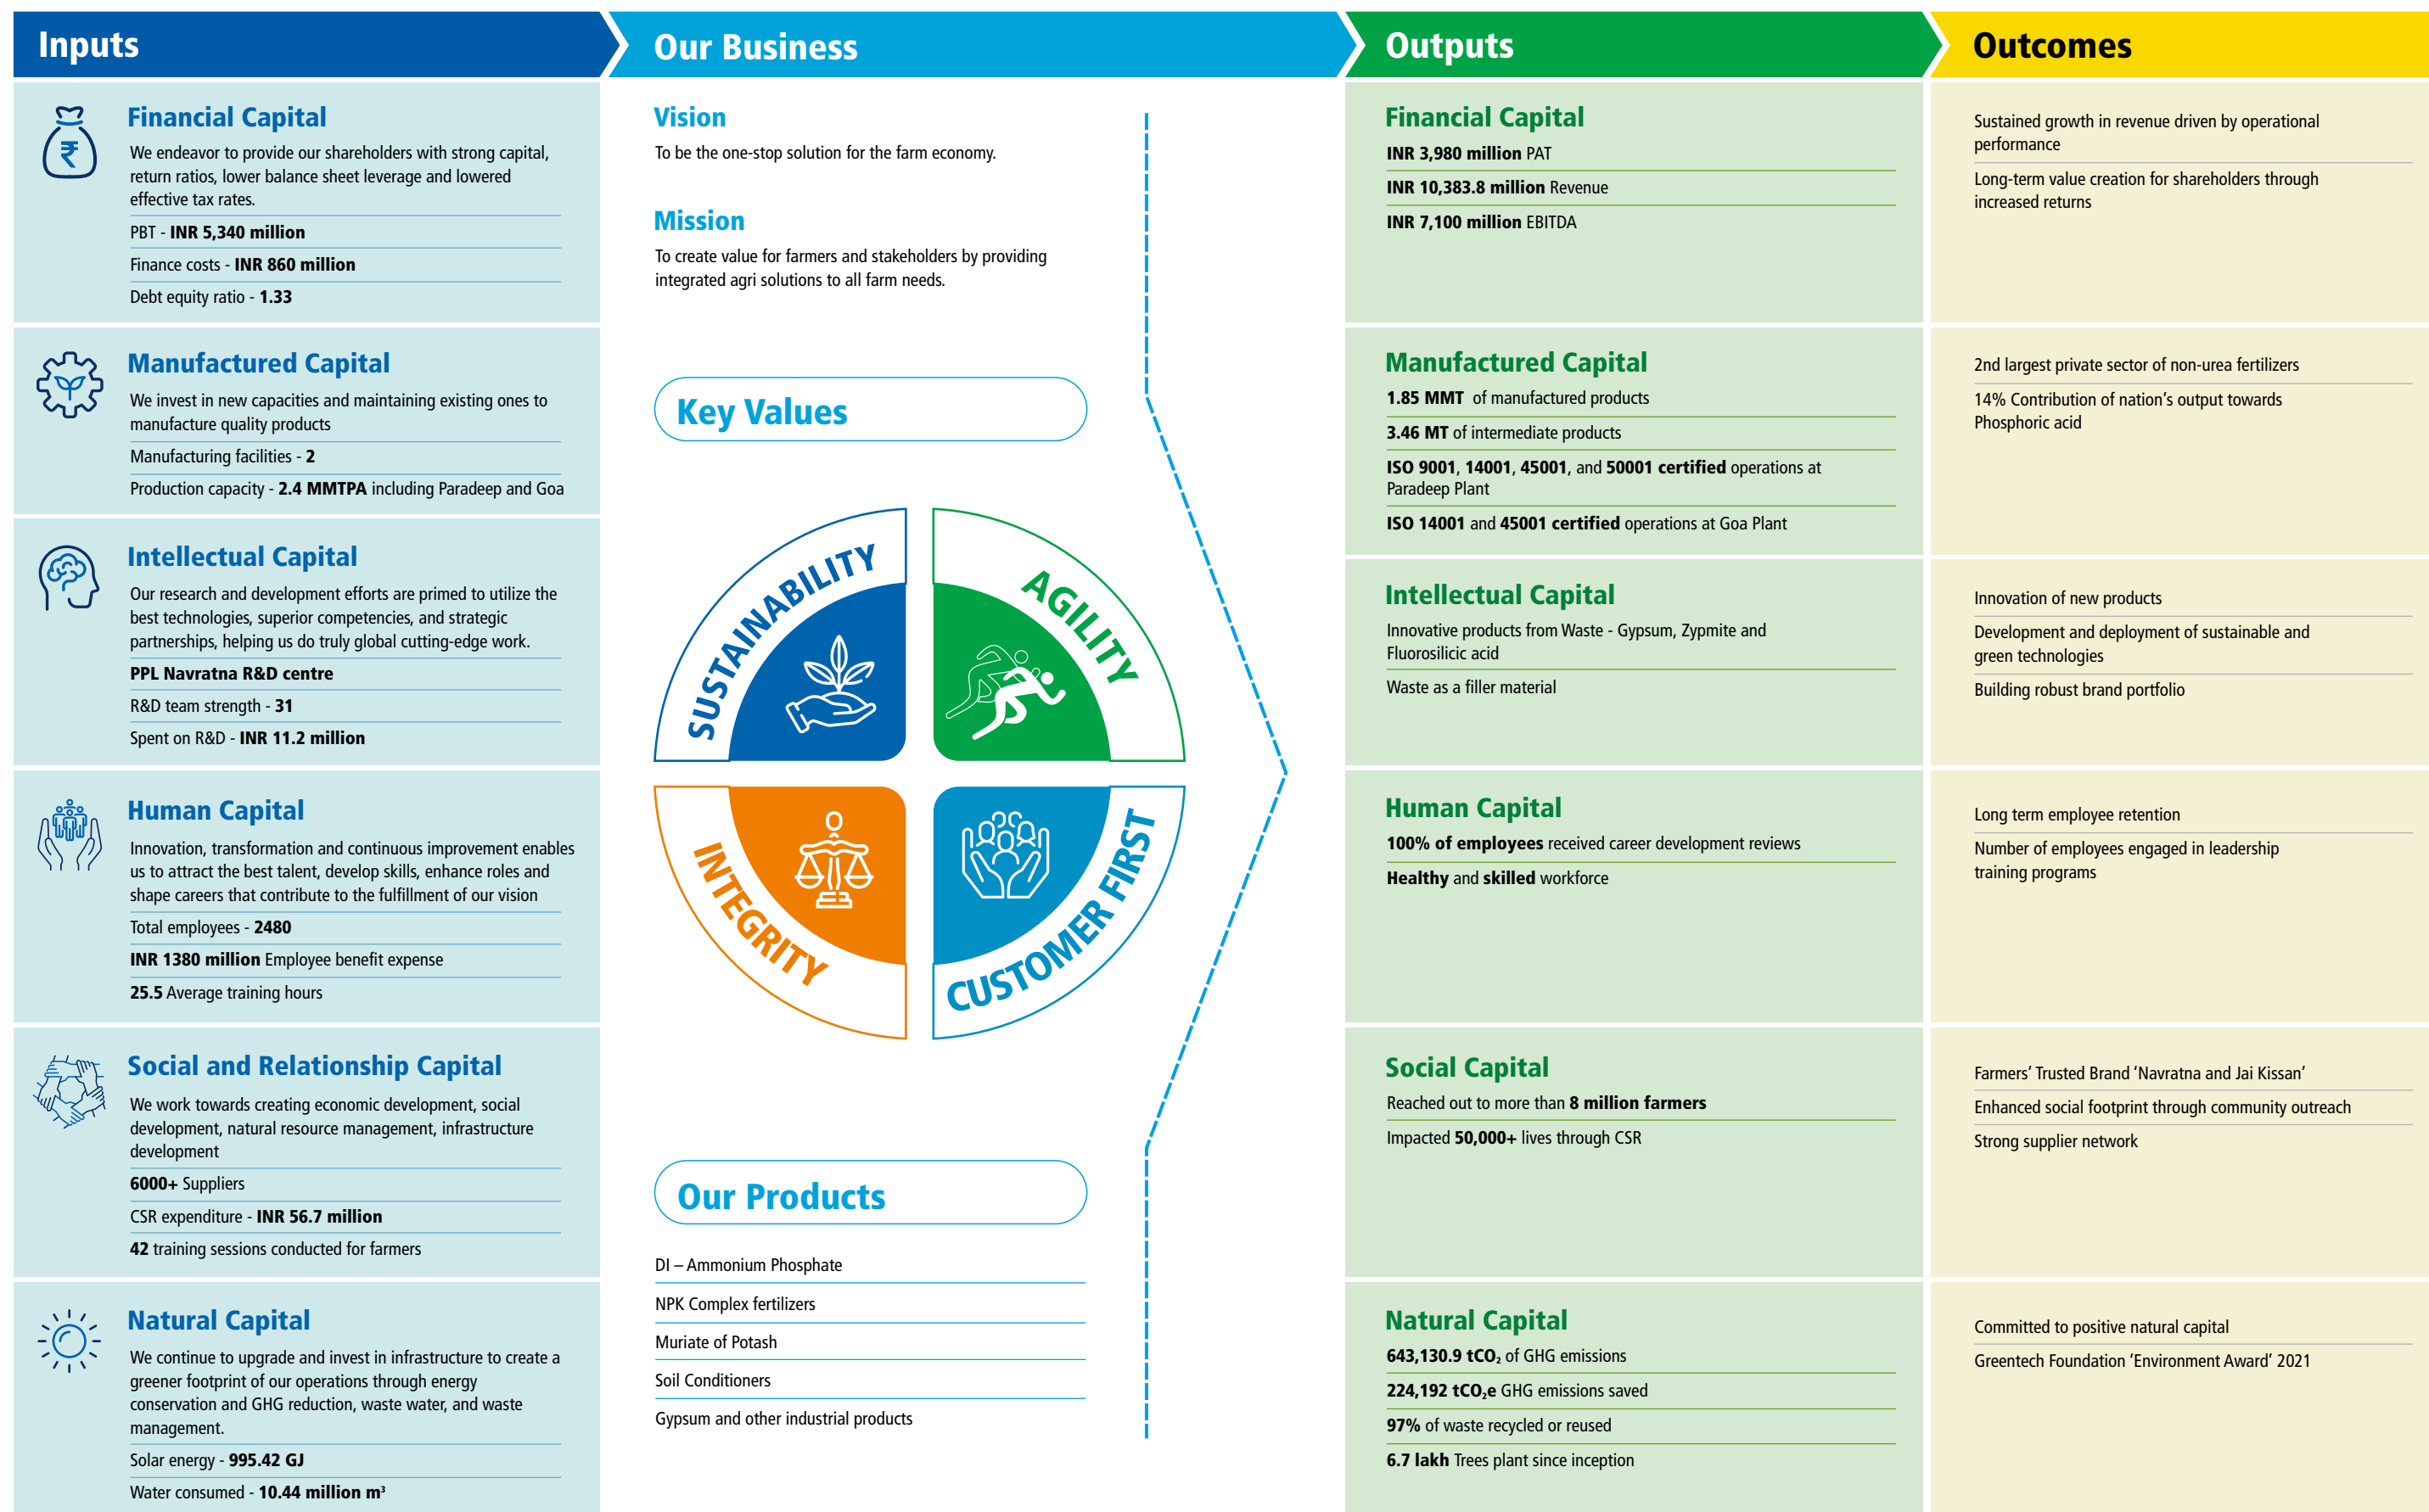 Inputs
Our Business
Outputs
Outcomes
Financial Capital
We endeavor to provide our shareholders with strong capital,
return ratios, lower balance sheet leverage and lowered
effective tax rates.
PBT - INR 5,340 million
Finance costs - INR 860 million
Debt equity ratio - 1.33
Manufactured Capital
We invest in new capacities and maintaining existing ones to
manufacture quality products
Manufacturing facilities - 2
Production capacity - 2.4 MMTPA including Paradeep and Goa
Intellectual Capital
Our research and development efforts are primed to utilize the
best technologies, superior competencies, and strategic
partnerships, helping us do truly global cutting-edge work.
PPL Navratna R&D centre
R&D team strength - 31
Spent on R&D - INR 11.2 million
Human Capital
Innovation, transformation and continuous improvement enables
us to attract the best talent, develop skills, enhance roles and
shape careers that contribute to the fulfillment of our vision
Total employees - 2480
INR 1380 million Employee benefit expense
25.5 Average training hours
Social and Relationship Capital
We work towards creating economic development, social
development, natural resource management, infrastructure
development
6000+ Suppliers
CSR expenditure - INR 56.7 million
42 training sessions conducted for farmers
Natural Capital
We continue to upgrade and invest in infrastructure to create a
greener footprint of our operations through energy
conservation and GHG reduction, waste water, and waste
management.
Solar energy - 995.42 GJ
Water consumed - 10.44 million m³
Vision
To be the one-stop solution for the farm economy.
Mission
To create value for farmers and stakeholders by providing
integrated agri solutions to all farm needs.
Key Values
SUSTAINABILITY
AGILITY
INTEGRITY
CUSTOMER FIRST
Our Products
DI – Ammonium Phosphate
NPK Complex fertilizers
Muriate of Potash
Soil Conditioners
Gypsum and other industrial products
Financial Capital
INR 3,980 million PAT
INR 10,383.8 million Revenue
INR 7,100 million EBITDA
Manufactured Capital
1.85 MMT of manufactured products
3.46 MT of intermediate products
ISO 9001, 14001, 45001, and 50001 certified operations at
Paradeep Plant
ISO 14001 and 45001 certified operations at Goa Plant
Intellectual Capital
Innovative products from Waste - Gypsum, Zypmite and
Fluorosilicic acid
Waste as a filler material
Human Capital
100% of employees received career development reviews
Healthy and skilled workforce
Social Capital
Reached out to more than 8 million farmers
Impacted 50,000+ lives through CSR
Natural Capital
643,130.9 tCO₂ of GHG emissions
224,192 tCO₂e GHG emissions saved
97% of waste recycled or reused
6.7 lakh Trees plant since inception
Sustained growth in revenue driven by operational
performance
Long-term value creation for shareholders through
increased returns
2nd largest private sector of non-urea fertilizers
14% Contribution of nation’s output towards
Phosphoric acid
Innovation of new products
Development and deployment of sustainable and
green technologies
Building robust brand portfolio
Long term employee retention
Number of employees engaged in leadership
training programs
Farmers’ Trusted Brand ‘Navratna and Jai Kissan’
Enhanced social footprint through community outreach
Strong supplier network
Committed to positive natural capital
Greentech Foundation ‘Environment Award’ 2021